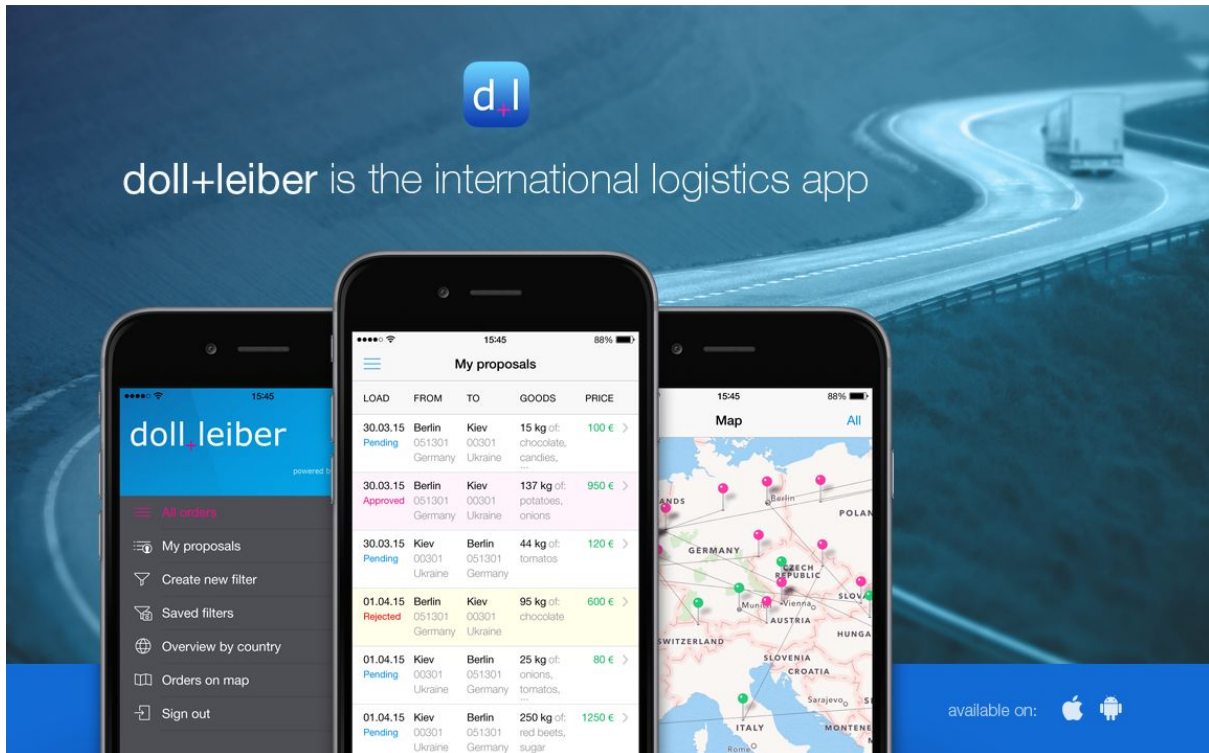 d+l
doll+leiber is the international logistics app
15:45
doll+leiber
powered
All orders
My proposals
Create new filter
Saved filters
Overview by country
Orders on map
Sign out
15:45 88%
My proposals
LOAD FROM TO GOODS PRICE
30.03.15 Berlin Kiev 15 kg of: 100 €
Pending 051301 00301 chocolate,
Germany Ukraine candies,
...
30.03.15 Berlin Kiev 137 kg of: 950 €
Approved 051301 00301 potatoes,
Germany Ukraine onions
30.03.15 Kiev Berlin 44 kg of: 120 €
Pending 00301 051301 tomatos
Ukraine Germany
01.04.15 Berlin Kiev 95 kg of: 600 €
Rejected 051301 00301 chocolate
Germany Ukraine
01.04.15 Kiev Berlin 25 kg of: 80 €
Pending 00301 051301 onions,
Ukraine Germany tomatos,
...
01.04.15 Kiev Berlin 250 kg of: 1250 €
Pending 00301 051301 red beets,
Ukraine Germany sugar
15:45 88%
Map All
ANDS
Berlin
POLAN
GERMANY
CZECH
REPUBLIC
SLOVA
Munich Vienna
AUSTRIA
SWITZERLAND
HUNGA
SLOVENIA
CROATIA
Sarajevo
ITALY
MONTENE
Rome
available on: